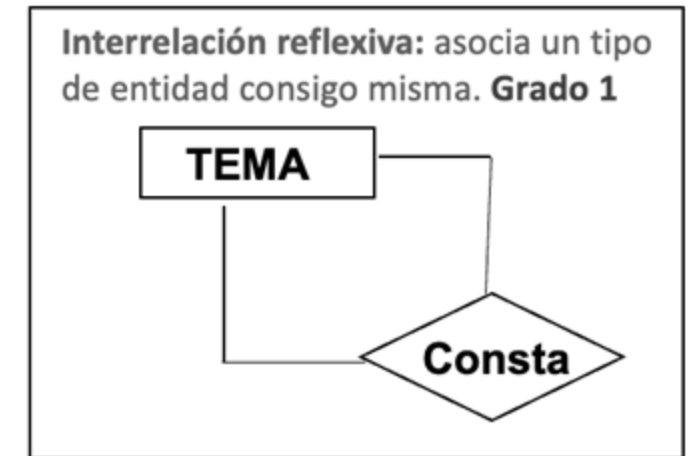 Interrelación reflexiva: asocia un tipo
de entidad consigo misma. Grado 1
TEMA
Consta